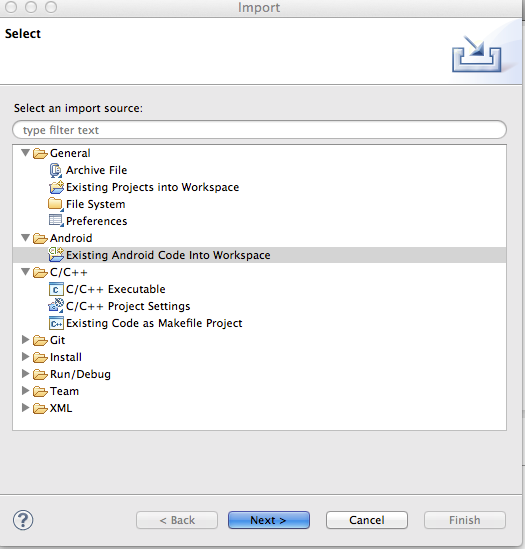 Import
Select
Select an import source:
type filter text
General
Archive File
Existing Projects into Workspace
File System
Preferences
Android
Existing Android Code Into Workspace
C/C++
C/C++ Executable
C/C++ Project Settings
Existing Code as Makefile Project
Git
Install
Run/Debug
Team
XML
? < Back Next > Cancel Finish